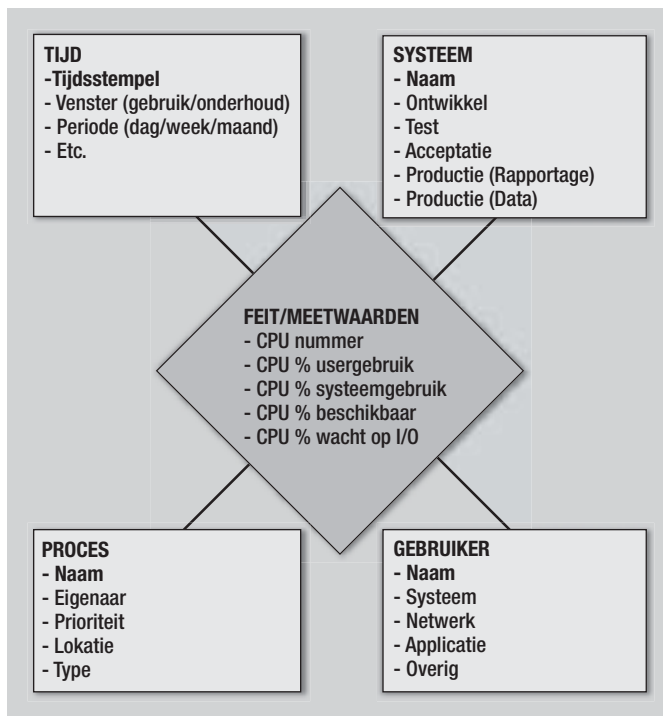 TIJD
-Tijdsstempel
- Venster (gebruik/onderhoud)
- Periode (dag/week/maand)
- Etc.
SYSTEEM
- Naam
- Ontwikkel
- Test
- Acceptatie
- Productie (Rapportage)
- Productie (Data)
FEIT/MEETWAARDEN
- CPU nummer
- CPU % usergebruik
- CPU % systeemgebruik
- CPU % beschikbaar
- CPU % wacht op I/O
PROCES
- Naam
- Eigenaar
- Prioriteit
- Lokatie
- Type
GEBRUIKER
- Naam
- Systeem
- Netwerk
- Applicatie
- Overig